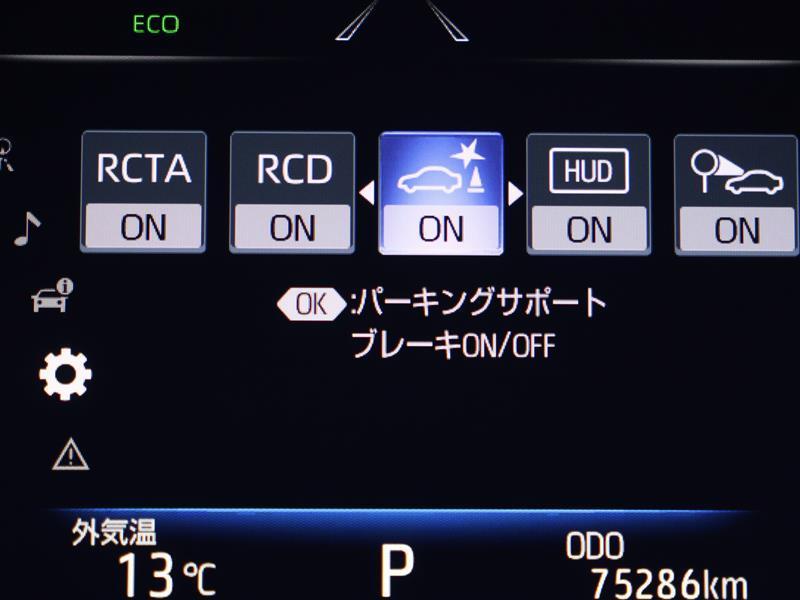 ECO
RCTA
RCD
HUD
ON
ON
ON
ON
ON
OK:パーキングサポート
ブレーキON/OFF
外気温
13℃
P
ODO
75286km